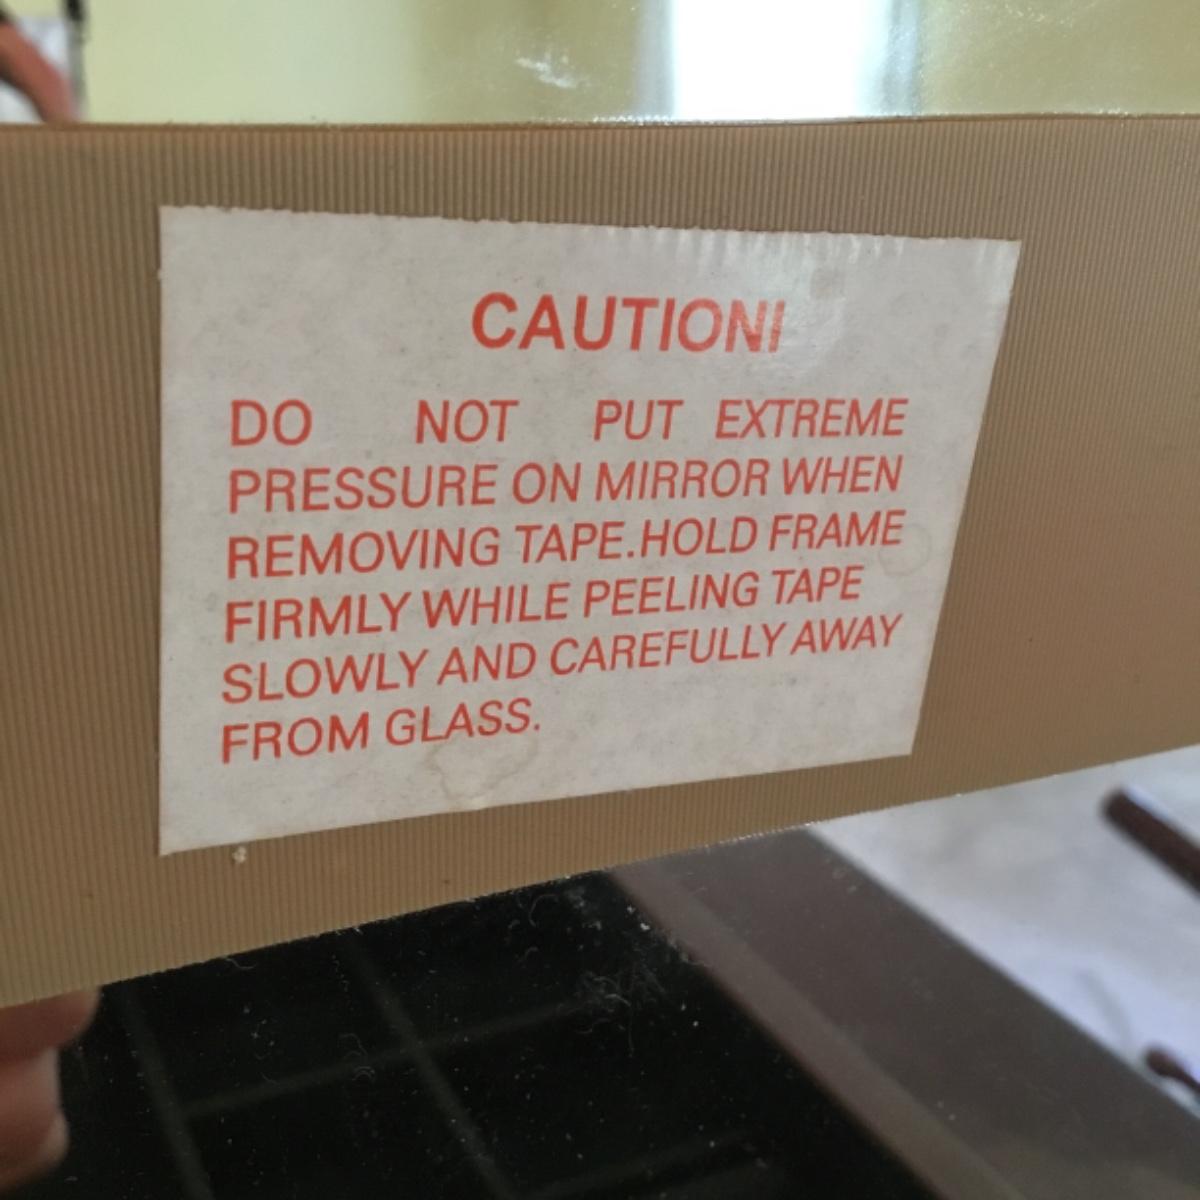 CAUTION!
DO NOT PUT EXTREME
PRESSURE ON MIRROR WHEN
REMOVING TAPE.HOLD FRAME
FIRMLY WHILE PEELING TAPE
SLOWLY AND CAREFULLY AWAY
FROM GLASS.